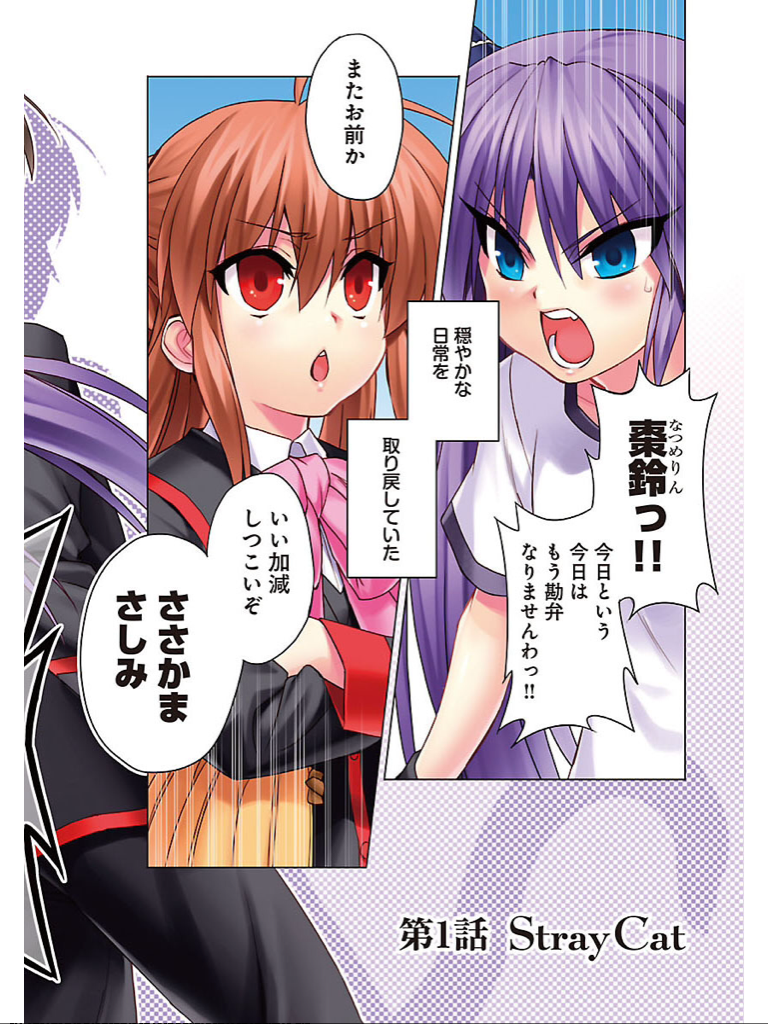 棗鈴っ!!
なつめりん
今日という
今日は
もう勘弁
なりませんわっ!!
またお前か
穏やかな
日常を
取り戻していた
いい加減
しつこいぞ
ささかま
さしみ
第1話 Stray Cat